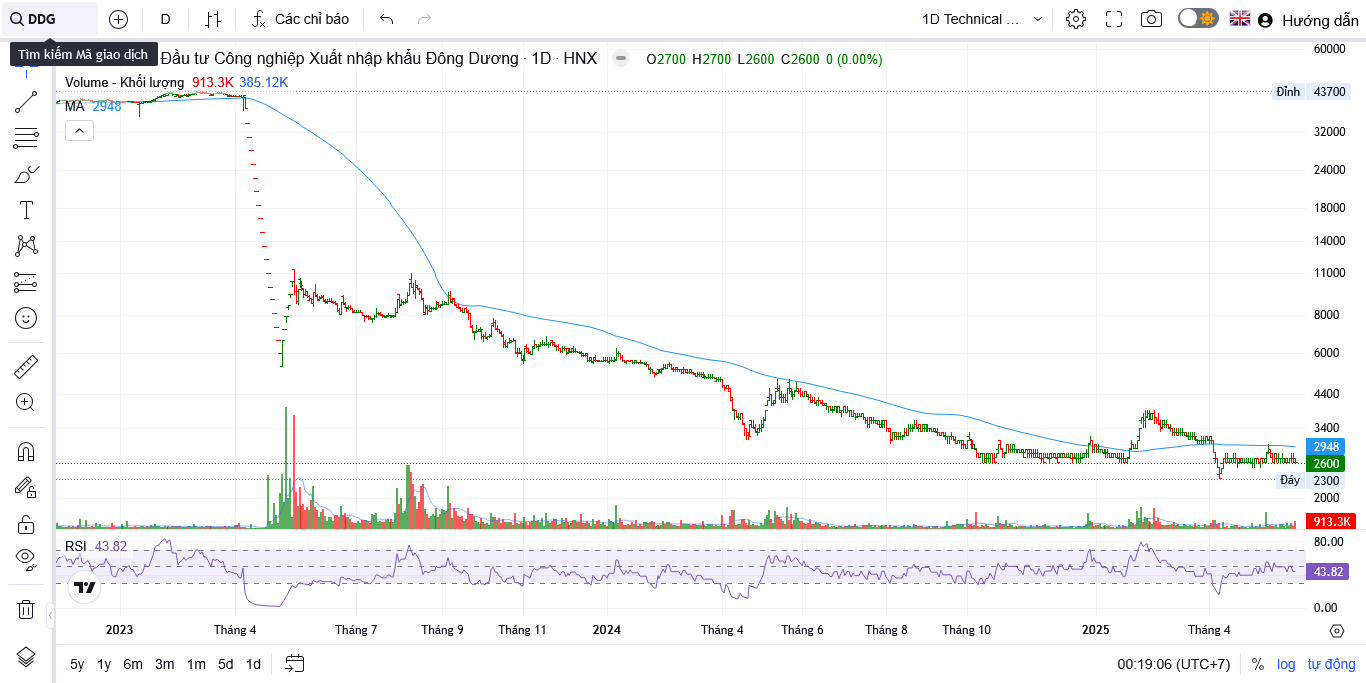 DDG
D
Các chỉ báo
1D Technical ...
Hướng dẫn
Tìm kiếm Mã giao dịch
Đầu tư Công nghiệp Xuất nhập khẩu Đông Dương · 1D · HNX
O2700 H2700 L2600 C2600 0 (0.00%)
Volume - Khối lượng 913.3K 385.12K
MA 2948
60000
Đỉnh 43700
32000
24000
18000
14000
11000
8000
6000
4400
3400
2948
2600
Đáy 2300
2000
913.3K
RSI 43.82
80.00
43.82
0.00
2023 Tháng 4 Tháng 7 Tháng 9 Tháng 11 2024 Tháng 4 Tháng 6 Tháng 8 Tháng 10 2025 Tháng 4
5y 1y 6m 3m 1m 5d 1d
00:19:06 (UTC+7) % log tự động